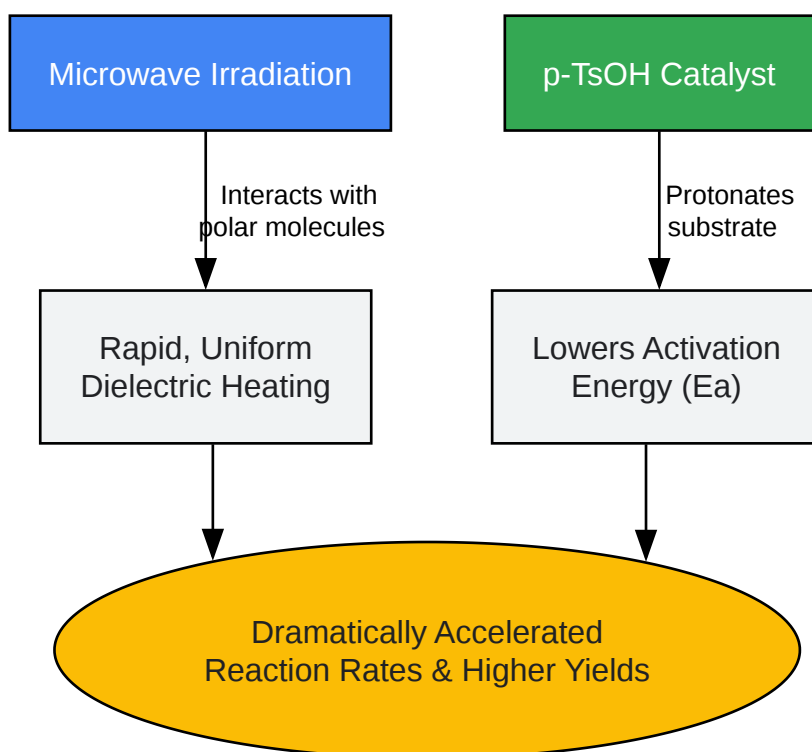 Microwave Irradiation
p-TsOH Catalyst
Interacts with
polar molecules
Protonates
substrate
Rapid, Uniform
Dielectric Heating
Lowers Activation
Energy (Ea)
Dramatically Accelerated
Reaction Rates & Higher Yields